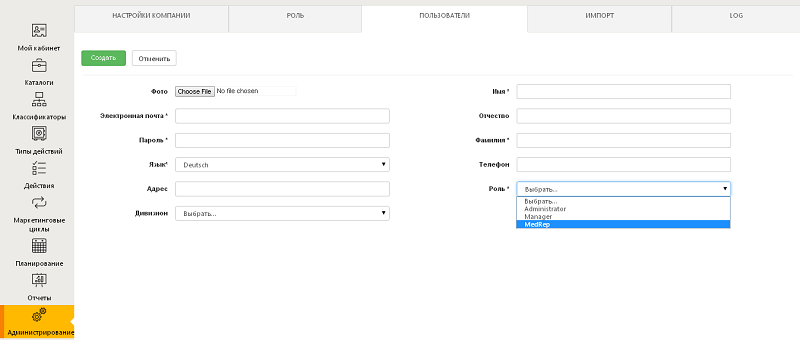 НАСТРОЙКИ КОМПАНИИ
РОЛЬ
ПОЛЬЗОВАТЕЛИ
ИМПОРТ
LOG
Мой кабинет
Каталоги
Классификаторы
Типы действий
Действия
Маркетинговые
циклы
Планирование
Отчеты
Администрирование
Создать
Отменить
Фото
Choose File No file chosen
Электронная почта *
Пароль *
Язык*
Deutsch
Адрес
Дивизион
Выбрать...
Имя *
Отчество
Фамилия *
Телефон
Роль *
Выбрать...
Выбрать...
Administrator
Manager
MedRep